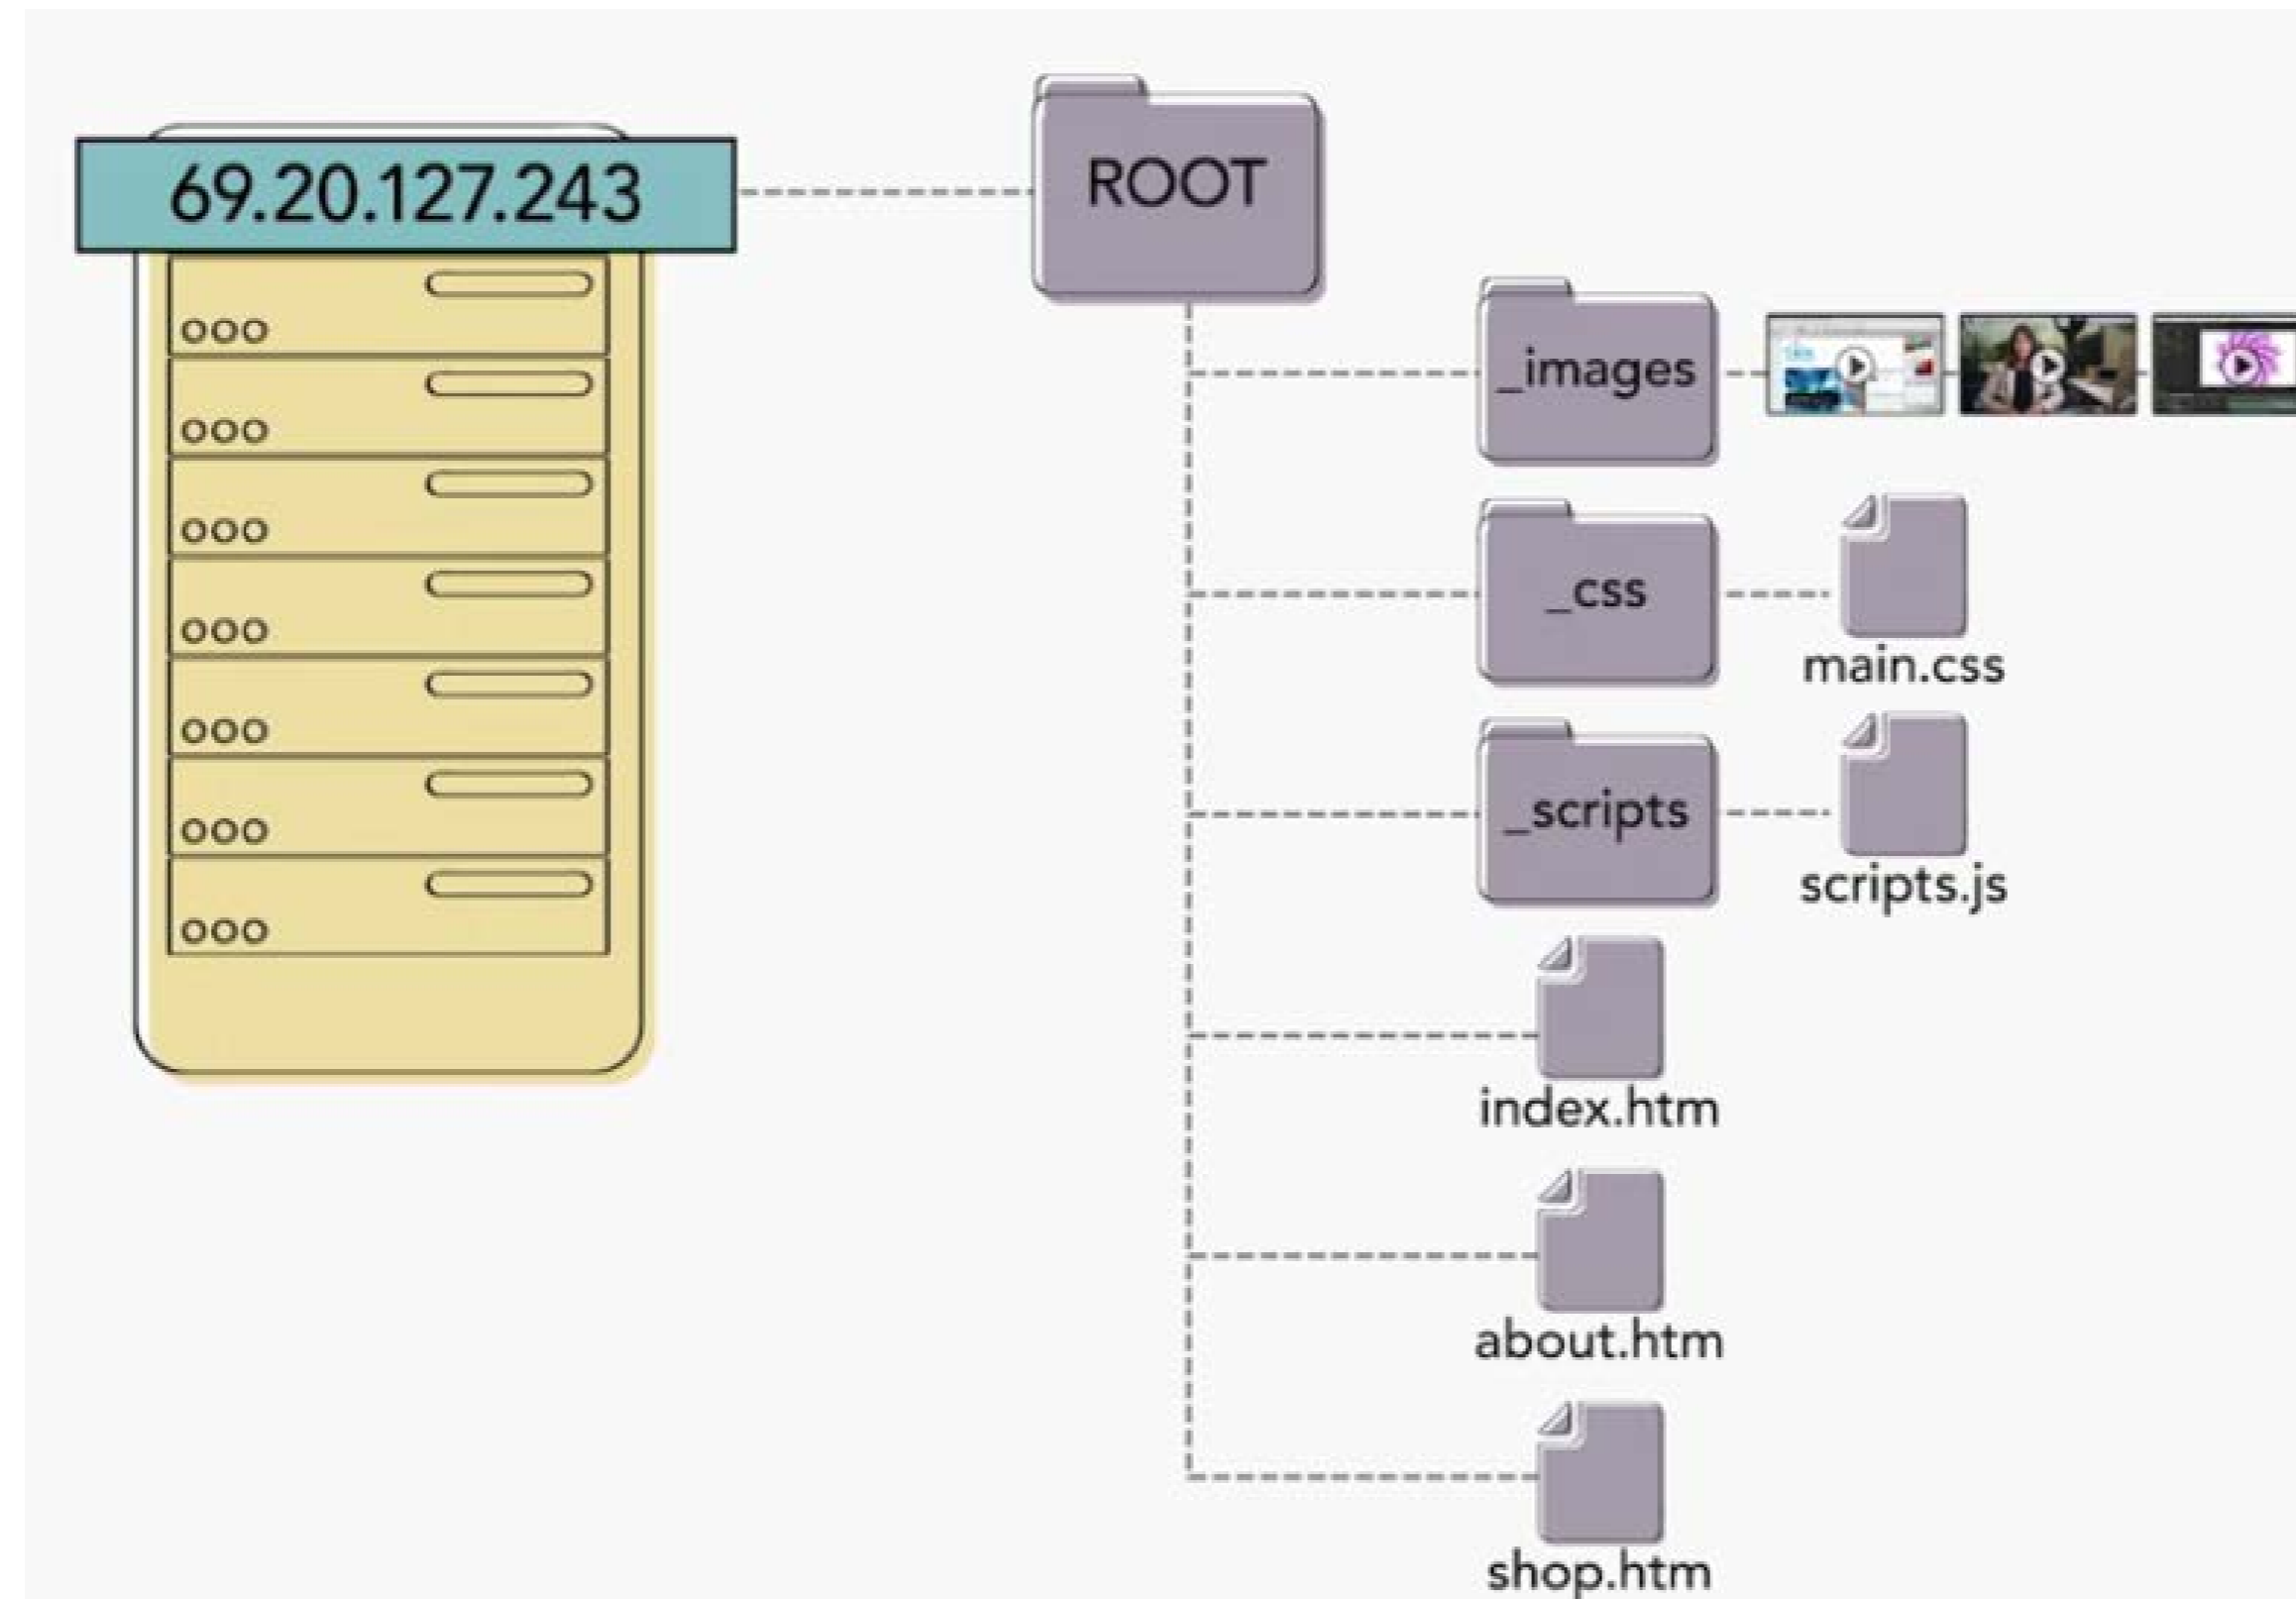 69.20.127.243
ROOT
_images
_css
main.css
_scripts
scripts.js
index.htm
about.htm
shop.htm